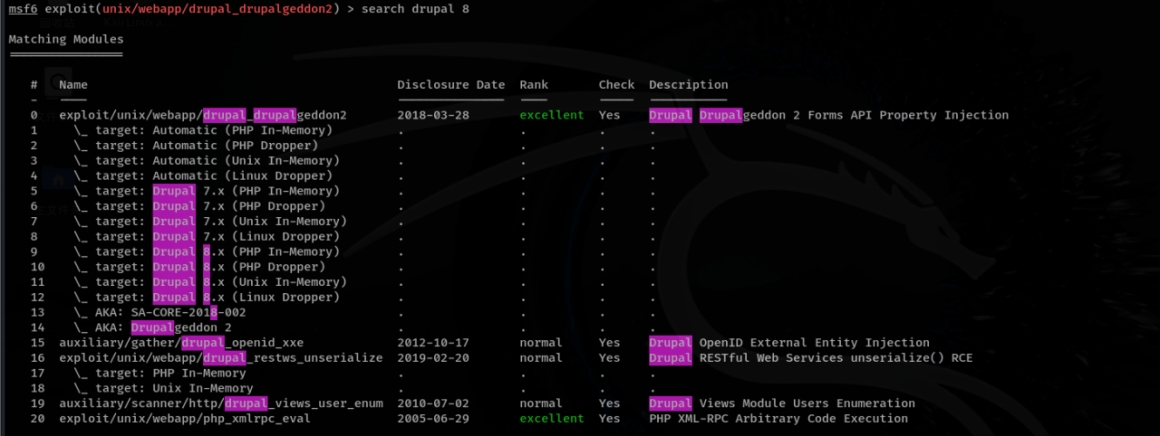 msf6 exploit(unix/webapp/drupal_drupalgeddon2) > search drupal 8
Matching Modules
================
# Name Disclosure Date Rank Check Description
- ---- --------------- ---- ----- -----------
0 exploit/unix/webapp/drupal_drupalgeddon2 2018-03-28 excellent Yes Drupal Drupalgeddon 2 Forms API Property Injection
1 \_ target: Automatic (PHP In-Memory) . . . .
2 \_ target: Automatic (PHP Dropper) . . . .
3 \_ target: Automatic (Unix In-Memory) . . . .
4 \_ target: Automatic (Linux Dropper) . . . .
5 \_ target: Drupal 7.x (PHP In-Memory) . . . .
6 \_ target: Drupal 7.x (PHP Dropper) . . . .
7 \_ target: Drupal 7.x (Unix In-Memory) . . . .
8 \_ target: Drupal 7.x (Linux Dropper) . . . .
9 \_ target: Drupal 8.x (PHP In-Memory) . . . .
10 \_ target: Drupal 8.x (PHP Dropper) . . . .
11 \_ target: Drupal 8.x (Unix In-Memory) . . . .
12 \_ target: Drupal 8.x (Linux Dropper) . . . .
13 \_ AKA: SA-CORE-2018-002 . . . .
14 \_ AKA: Drupalgeddon 2 . . . .
15 auxiliary/gather/drupal_openid_xxe 2012-10-17 normal Yes Drupal OpenID External Entity Injection
16 exploit/unix/webapp/drupal_restws_unserialize 2019-02-20 normal Yes Drupal RESTful Web Services unserialize() RCE
17 \_ target: PHP In-Memory . . . .
18 \_ target: Unix In-Memory . . . .
19 auxiliary/scanner/http/drupal_views_user_enum 2010-07-02 normal Yes Drupal Views Module Users Enumeration
20 exploit/unix/webapp/php_xmlrpc_eval 2005-06-29 excellent Yes PHP XML-RPC Arbitrary Code Execution